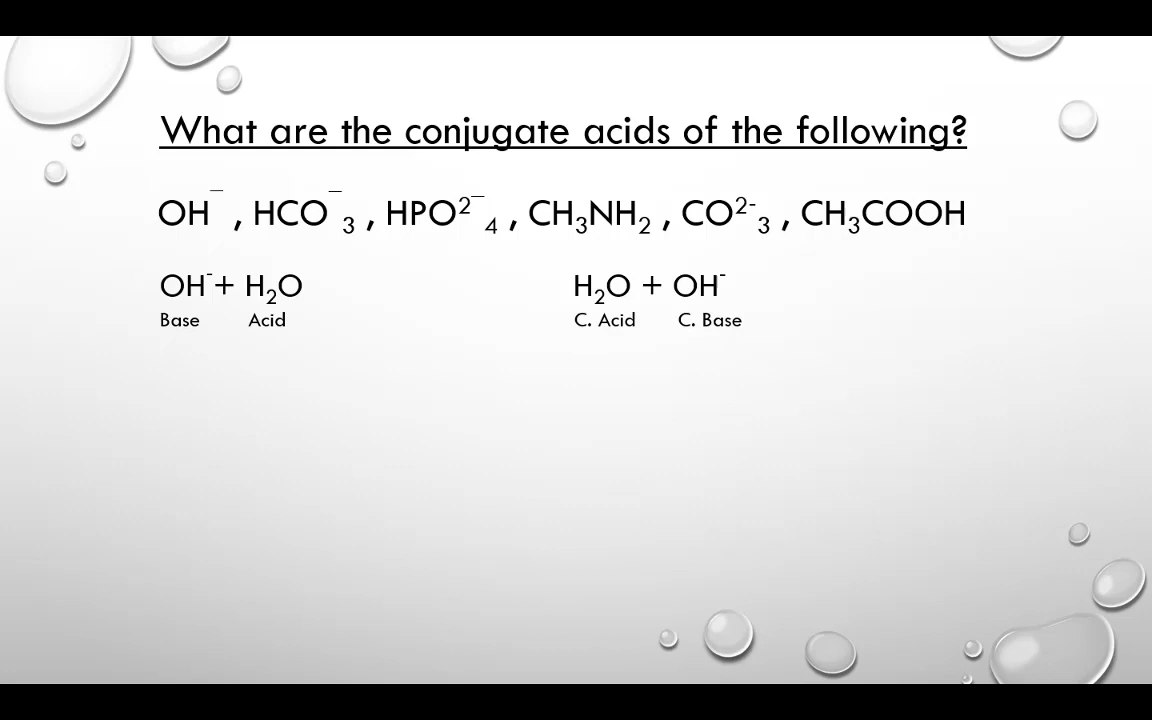 What are the conjugate acids of the following?
OH⁻ , HCO⁻₃ , HPO²⁻₄ , CH₃NH₂ , CO²⁻₃ , CH₃COOH
OH⁻+ H₂O H₂O + OH⁻
Base Acid C. Acid C. Base